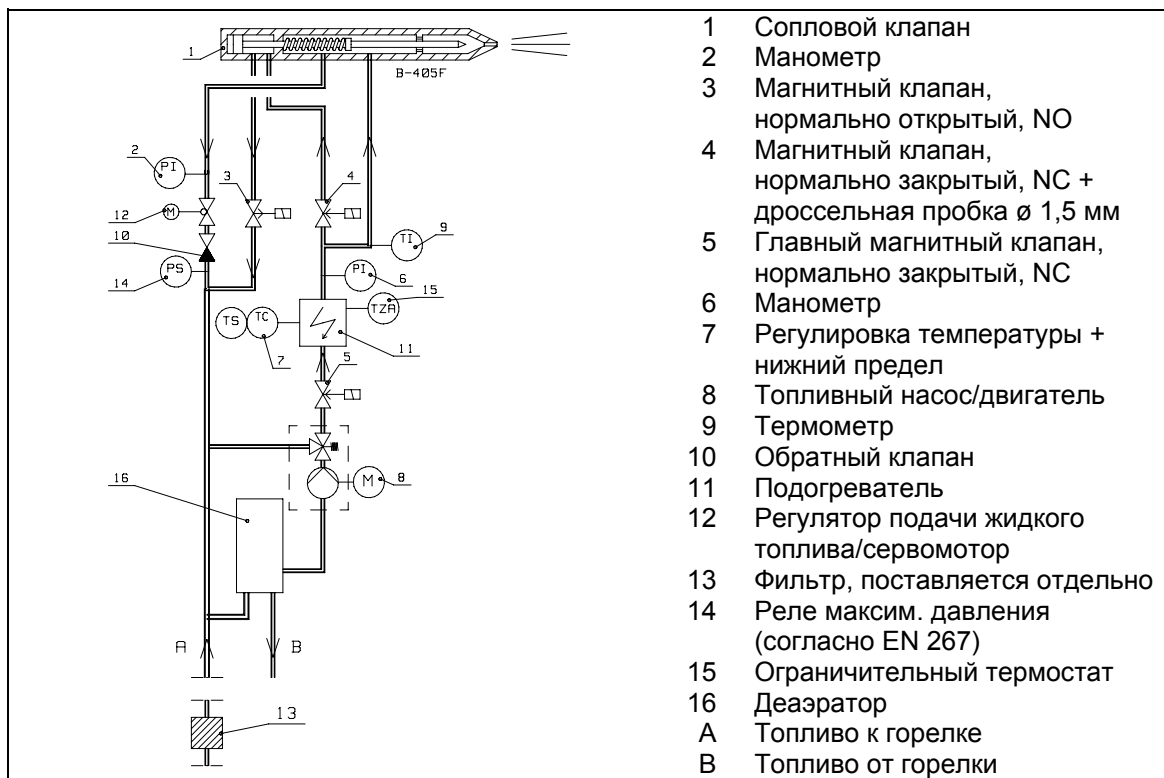 1
B-405F
2
PI
3
4
12
M
9
TI
10
14
PS
PI
6
15
TZA
TS
TC
7
11
5
16
M
8
A
B
13
1 Сопловой клапан
2 Манометр
3 Магнитный клапан,
нормально открытый, NO
4 Магнитный клапан,
нормально закрытый, NC +
дроссельная пробка ø 1,5 мм
5 Главный магнитный клапан,
нормально закрытый, NC
6 Манометр
7 Регулировка температуры +
нижний предел
8 Топливный насос/двигатель
9 Термометр
10 Обратный клапан
11 Подогреватель
12 Регулятор подачи жидкого
топлива/сервомотор
13 Фильтр, поставляется отдельно
14 Реле максим. давления
(согласно EN 267)
15 Ограничительный термостат
16 Деаэратор
A Топливо к горелке
B Топливо от горелки